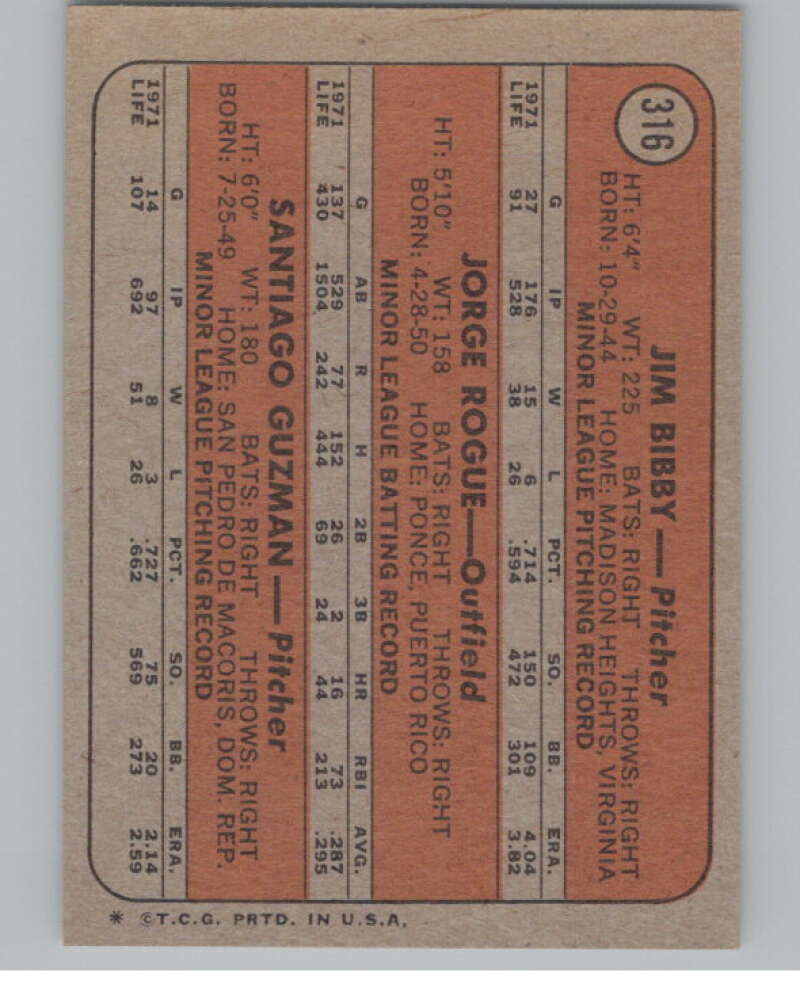 316
JIM BIBBY—Pitcher
HT: 6'4" WT: 225 BATS: RIGHT THROWS: RIGHT
BORN: 10-29-44 HOME: MADISON HEIGHTS, VIRGINIA
MINOR LEAGUE PITCHING RECORD
G IP W L PCT. SO. BB. ERA.
1971 27 176 15 6 .714 150 109 4.04
LIFE 91 528 38 26 .594 472 301 3.82
JORGE ROGUE—Outfield
HT: 5'10" WT: 158 BATS: RIGHT THROWS: RIGHT
BORN: 4-28-50 HOME: PONCE, PUERTO RICO
MINOR LEAGUE BATTING RECORD
G AB R H 2B 3B HR RBI AVG.
1971 137 529 77 152 26 2 16 73 .287
LIFE 430 1504 242 444 69 24 44 213 .295
SANTIAGO GUZMAN—Pitcher
HT: 6'0" WT: 180 BATS: RIGHT THROWS: RIGHT
BORN: 7-25-49 HOME: SAN PEDRO DE MACORIS, DOM. REP.
MINOR LEAGUE PITCHING RECORD
G IP W L PCT. SO. BB. ERA.
1971 14 97 8 3 .727 75 20 2.14
LIFE 107 692 51 26 .662 569 273 2.59
* ©T.C.G. PRTD. IN U.S.A.